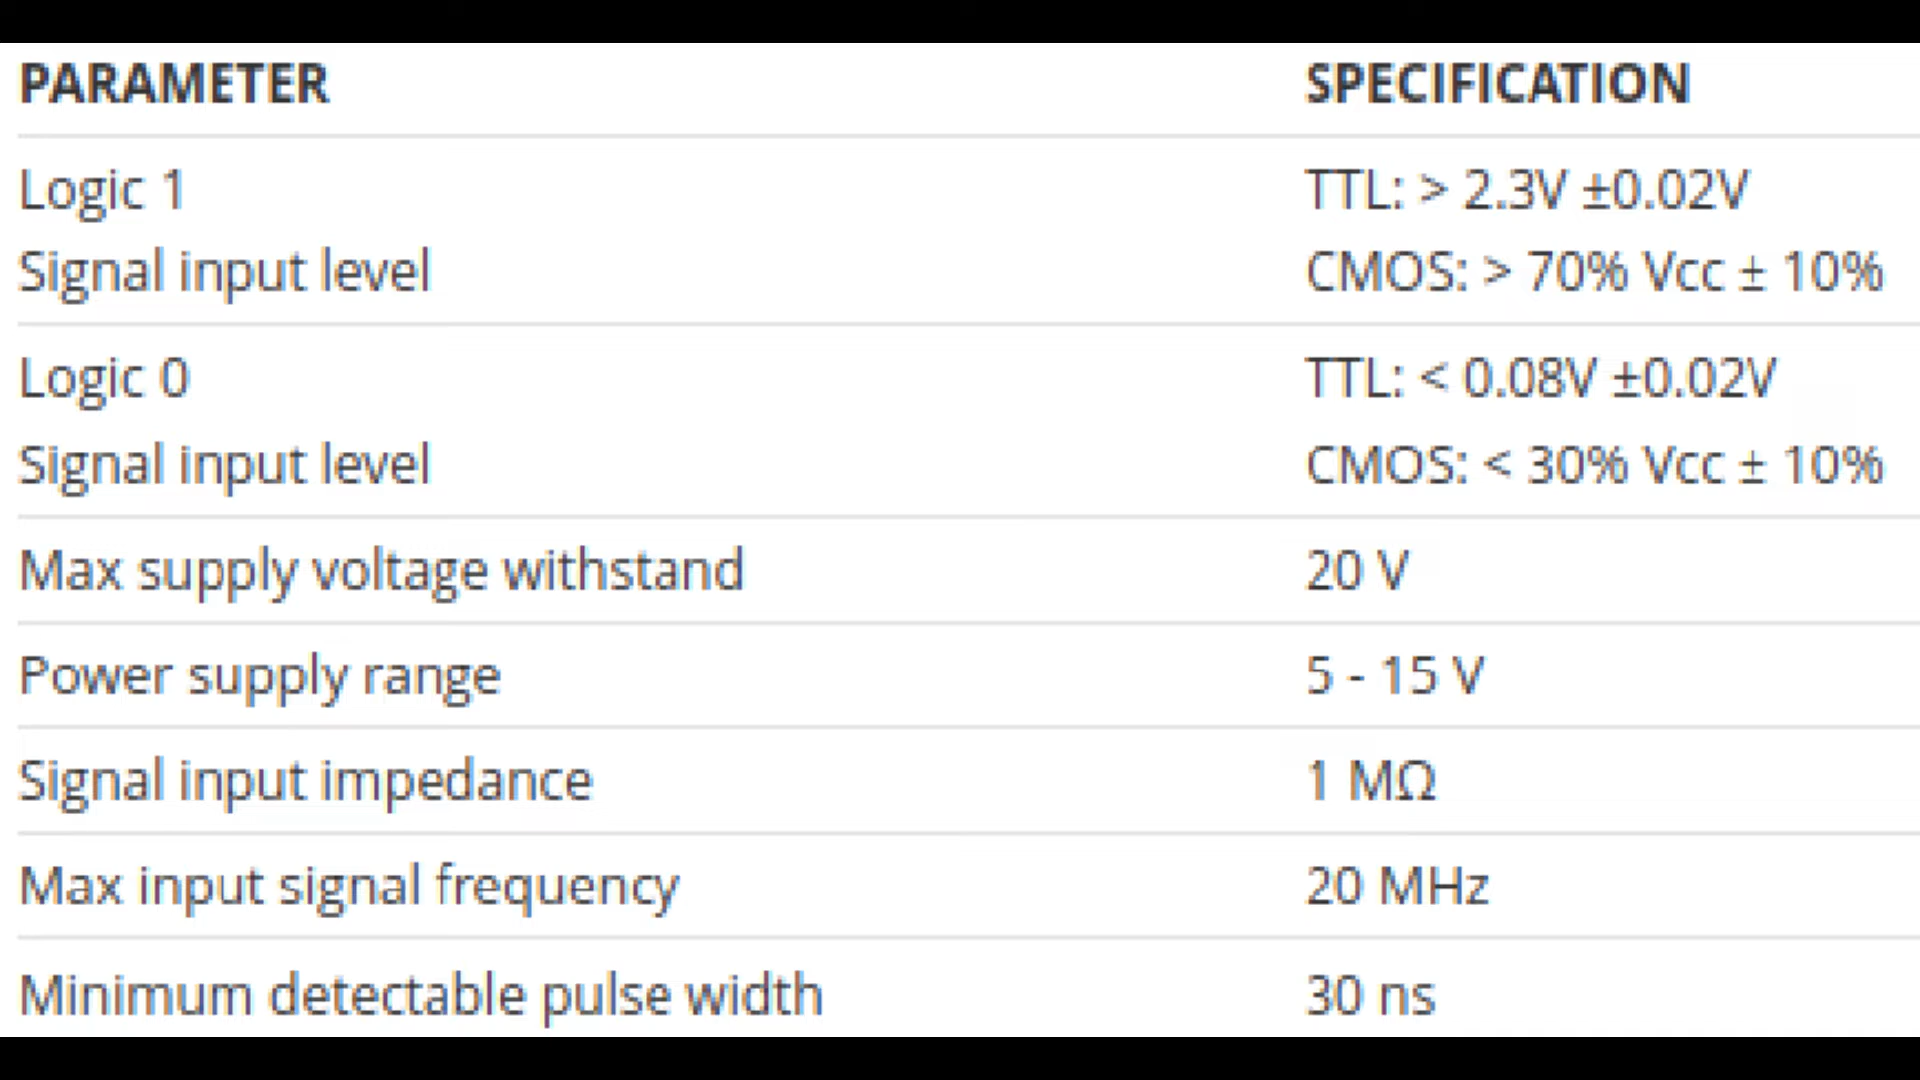 PARAMETER SPECIFICATION
Logic 1 TTL: > 2.3V ±0.02V
Signal input level CMOS: > 70% Vcc ± 10%
Logic 0 TTL: < 0.08V ±0.02V
Signal input level CMOS: < 30% Vcc ± 10%
Max supply voltage withstand 20 V
Power supply range 5 - 15 V
Signal input impedance 1 MΩ
Max input signal frequency 20 MHz
Minimum detectable pulse width 30 ns